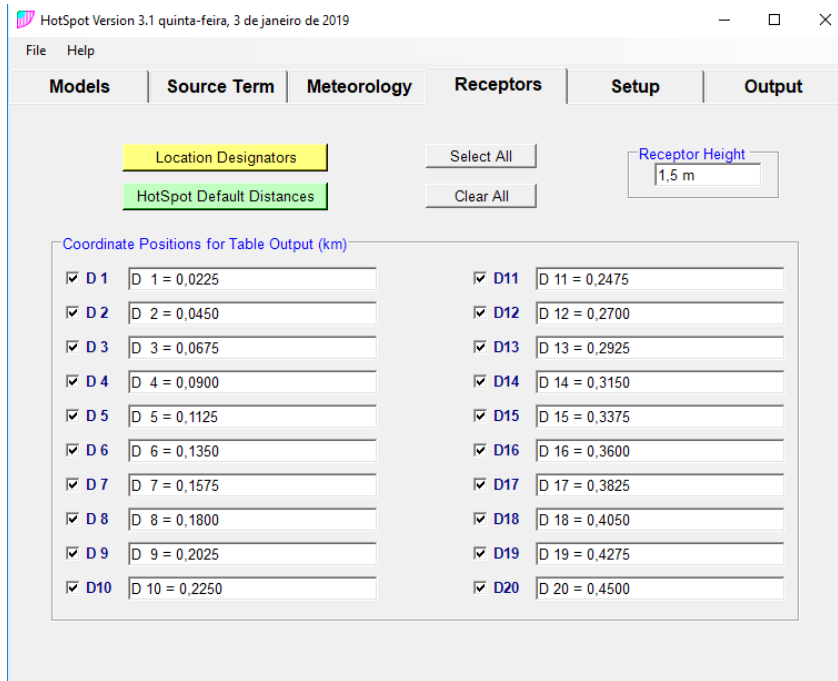 HotSpot Version 3.1 quinta-feira, 3 de janeiro de 2019
File Help
Models Source Term Meteorology Receptors Setup Output
Location Designators Select All Receptor Height
1,5 m
HotSpot Default Distances Clear All
Coordinate Positions for Table Output (km)
D 1 D 1 = 0,0225 D11 D 11 = 0,2475
D 2 D 2 = 0,0450 D12 D 12 = 0,2700
D 3 D 3 = 0,0675 D13 D 13 = 0,2925
D 4 D 4 = 0,0900 D14 D 14 = 0,3150
D 5 D 5 = 0,1125 D15 D 15 = 0,3375
D 6 D 6 = 0,1350 D16 D 16 = 0,3600
D 7 D 7 = 0,1575 D17 D 17 = 0,3825
D 8 D 8 = 0,1800 D18 D 18 = 0,4050
D 9 D 9 = 0,2025 D19 D 19 = 0,4275
D10 D 10 = 0,2250 D20 D 20 = 0,4500